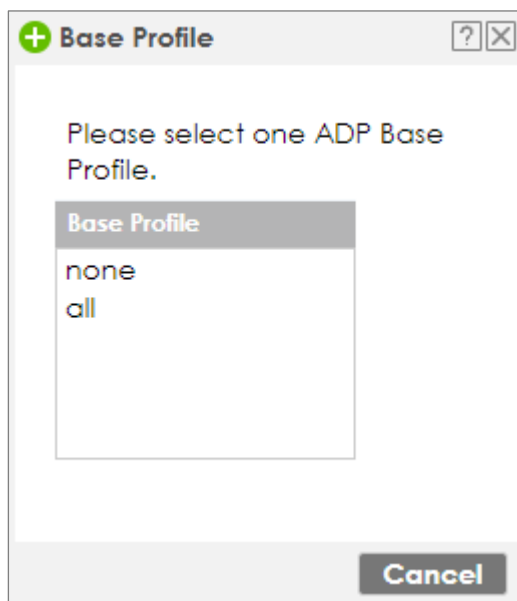 Base Profile
Please select one ADP Base
Profile.
Base Profile
none
all
Cancel